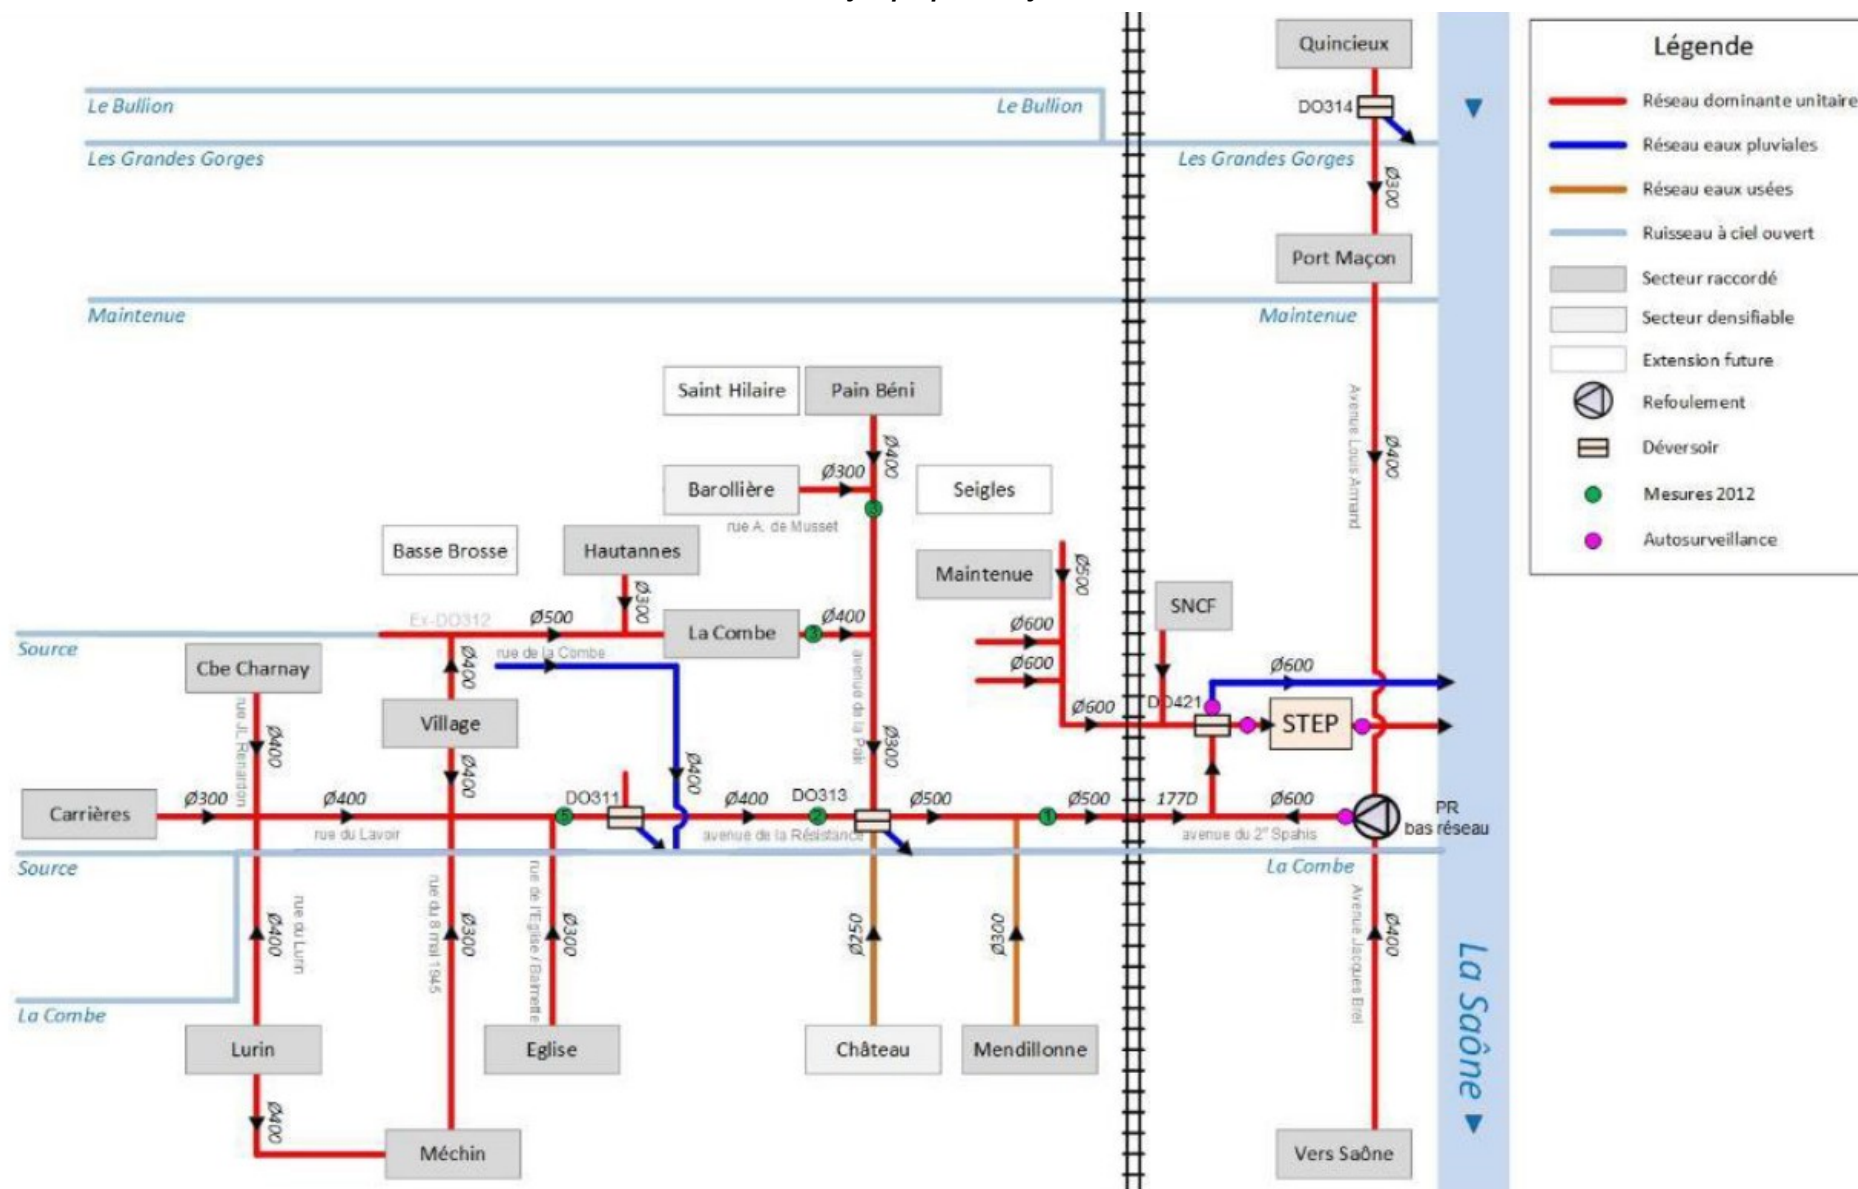 Quincieux
Légende
DO314
Réseau dominante unitaire
Le Bullion
Le Bullion
Réseau eaux pluviales
Les Grandes Gorges
Les Grandes Gorges
Ø300
Réseau eaux usées
Ruisseau à ciel ouvert
Port Maçon
Secteur raccordé
Maintenue
Maintenue
Secteur densifiable
Extension future
Saint Hilaire
Pain Béni
Refoulement
Avenue Louis Armand
Ø400
Ø400
Déversoir
Barollière
Ø300
Seigles
Mesures 2012
3
rue A. de Musset
Autosurveillance
Basse Brosse
Hautannes
Maintenue
Ø500
Ø300
SNCF
Ex-DO312
Ø500
La Combe
3
Ø400
Ø600
Source
rue de la Combe
Cbe Charnay
Ø400
Ø600
Ø600
avenue de la Paix
rue JL Renardon
Village
Ø600
DO421
STEP
Ø400
Ø400
Ø400
Ø300
Carrières
Ø300
Ø400
DO311
Ø400
DO313
Ø500
Ø500
177D
Ø600
PR
bas réseau
5
2
1
rue du Lavoir
avenue de la Résistance
avenue du 2° Spahis
Source
La Combe
rue du Lurin
Ø400
rue du 8 mai 1945
Ø300
rue de l'Eglise / Balmette
Ø300
Ø250
Ø300
Avenue Jacques Brel
Ø400
La Saône
La Combe
Lurin
Eglise
Château
Mendillonne
Ø400
Méchin
Vers Saône